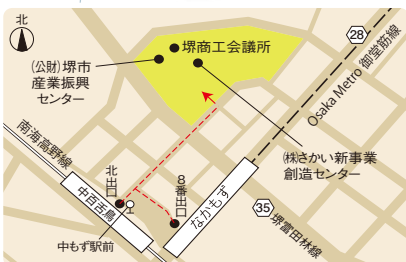 北
堺商工会議所
(公財)堺市
産業振興
センター
28
Osaka Metro 御堂筋線
南海高野線
(株)さかい新事業
創造センター
北出口
8番出口
中百舌鳥
なかもず
中もず駅前
35
堺富田林線